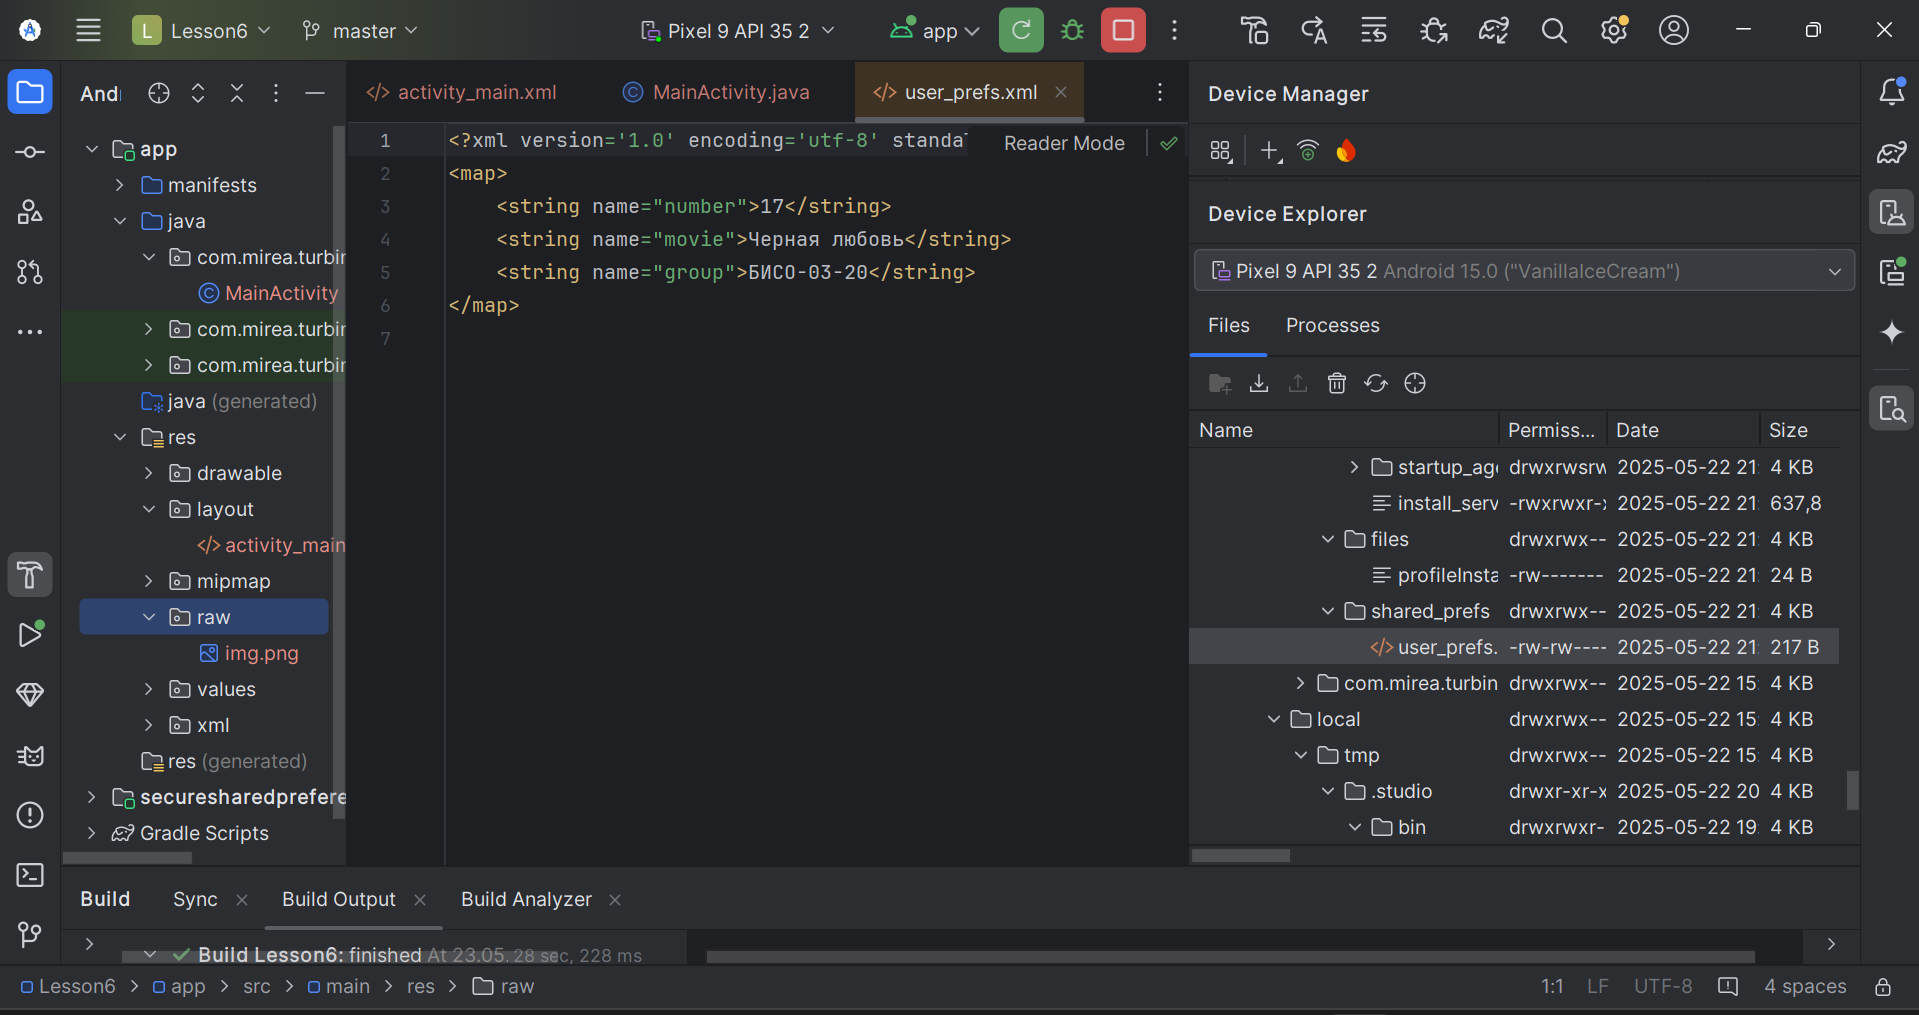 L Lesson6
master
Pixel 9 API 35 2
app
Andr
activity_main.xml
MainActivity.java
user_prefs.xml
Device Manager
app
manifests
java
com.mirea.turbin
MainActivity
com.mirea.turbin
com.mirea.turbin
java (generated)
res
drawable
layout
activity_main
mipmap
raw
img.png
values
xml
res (generated)
securesharedprefere
Gradle Scripts
1 <?xml version='1.0' encoding='utf-8' standa
2 <map>
3 <string name="number">17</string>
4 <string name="movie">Черная любовь</string>
5 <string name="group">БИСО-03-20</string>
6 </map>
7
Reader Mode
Device Explorer
Pixel 9 API 35 2 Android 15.0 ("VanillaIceCream")
Files Processes
Name Permiss... Date Size
startup_age drwxrwsrw 2025-05-22 21: 4 KB
install_serv -rwxrwxr-x 2025-05-22 21: 637,8
files drwxrwx-- 2025-05-22 21: 4 KB
profileInsta -rw------- 2025-05-22 21: 24 B
shared_prefs drwxrwx-- 2025-05-22 21: 4 KB
user_prefs. -rw-rw---- 2025-05-22 21: 217 B
com.mirea.turbin drwxrwx-- 2025-05-22 15: 4 KB
local drwxrwx-- 2025-05-22 15: 4 KB
tmp drwxrwx-- 2025-05-22 15: 4 KB
.studio drwxr-xr-x 2025-05-22 20 4 KB
bin drwxrwxr- 2025-05-22 19: 4 KB
Build Sync Build Output Build Analyzer
Build Lesson6: finished At 23.05. 28 sec, 228 ms
Lesson6 > app > src > main > res > raw
1:1 LF UTF-8 4 spaces